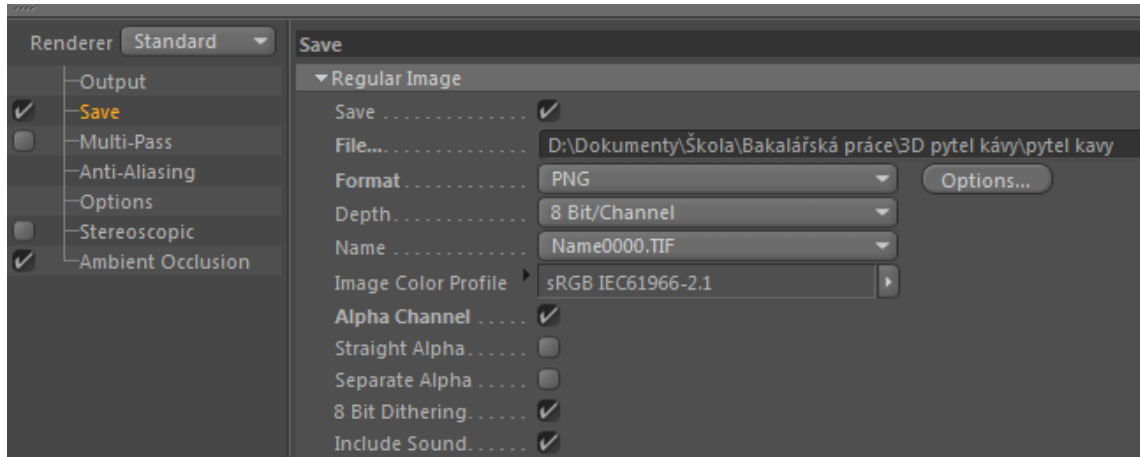 Renderer Standard
Output
Save
Multi-Pass
Anti-Aliasing
Options
Stereoscopic
Ambient Occlusion
Save
Regular Image
Save . . . . . . . . . . . . . .
File... . . . . . . . . . . . . . D:\Dokumenty\Škola\Bakalářská práce\3D pytel kávy\pytel kavy
Format . . . . . . . . . . . . PNG Options...
Depth . . . . . . . . . . . . . 8 Bit/Channel
Name . . . . . . . . . . . . . Name0000.TIF
Image Color Profile sRGB IEC61966-2.1
Alpha Channel . . . . .
Straight Alpha . . . . . .
Separate Alpha . . . . .
8 Bit Dithering . . . . . .
Include Sound . . . . . .